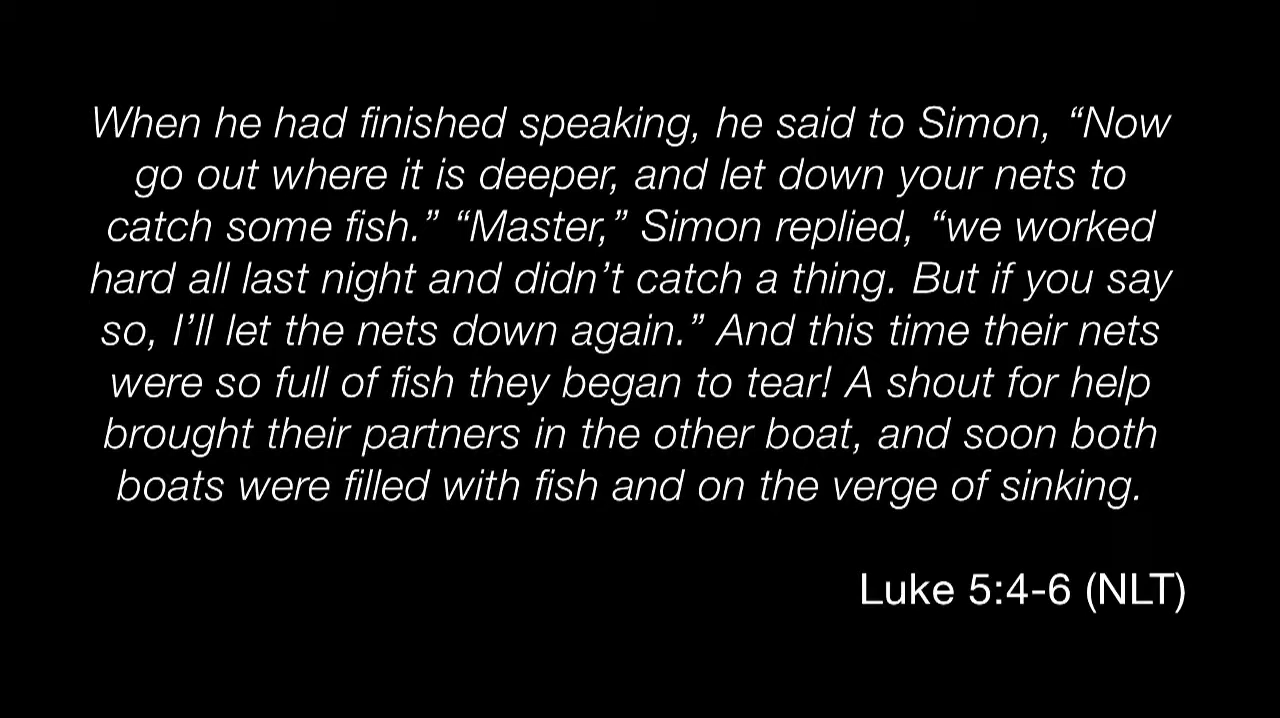 When he had finished speaking, he said to Simon, “Now
go out where it is deeper, and let down your nets to
catch some fish.” “Master,” Simon replied, “we worked
hard all last night and didn’t catch a thing. But if you say
so, I’ll let the nets down again.” And this time their nets
were so full of fish they began to tear! A shout for help
brought their partners in the other boat, and soon both
boats were filled with fish and on the verge of sinking.
Luke 5:4-6 (NLT)